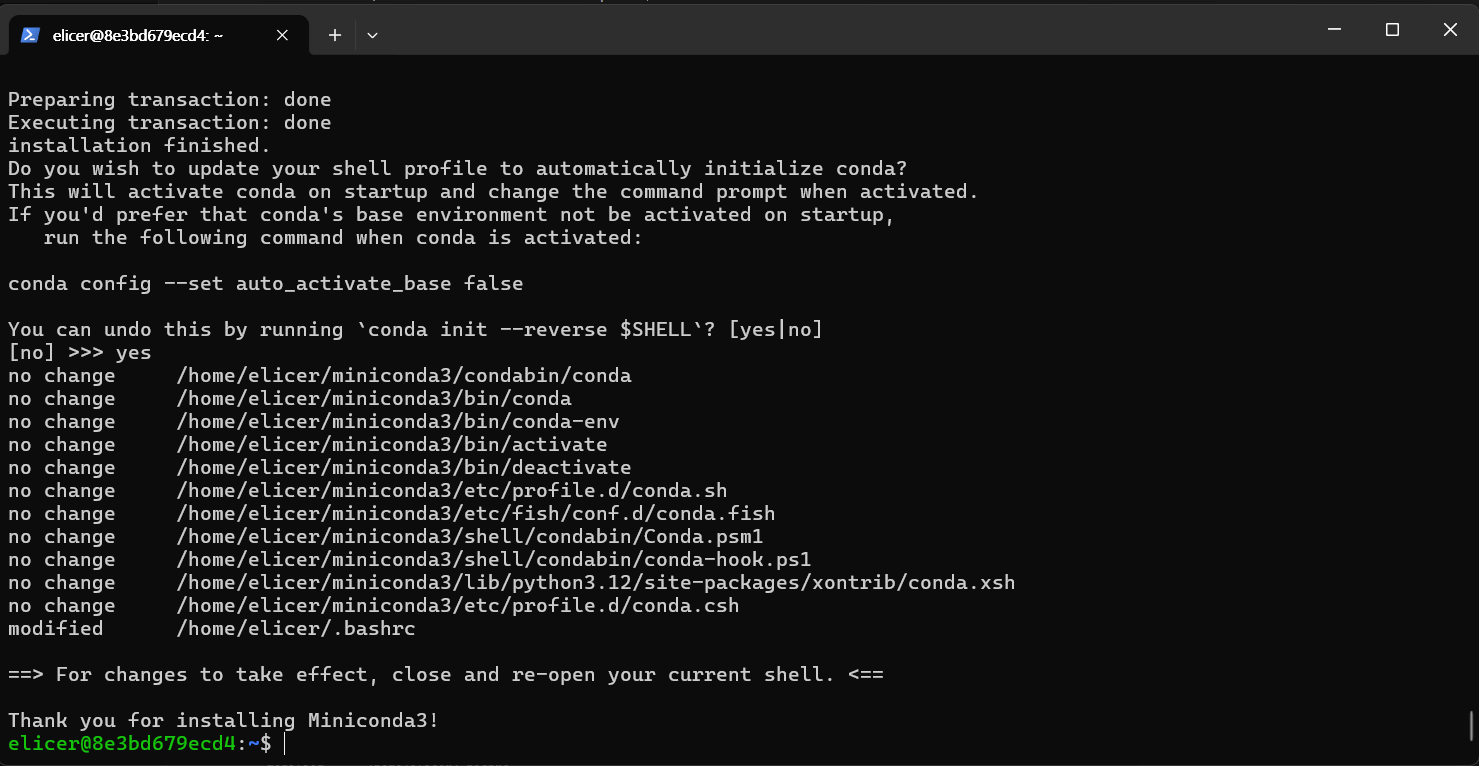 elicer@8e3bd679ecd4: ~
Preparing transaction: done
Executing transaction: done
installation finished.
Do you wish to update your shell profile to automatically initialize conda?
This will activate conda on startup and change the command prompt when activated.
If you'd prefer that conda's base environment not be activated on startup,
   run the following command when conda is activated:
conda config --set auto_activate_base false
You can undo this by running `conda init --reverse $SHELL`? [yes|no]
[no] >>> yes
no change     /home/elicer/miniconda3/condabin/conda
no change     /home/elicer/miniconda3/bin/conda
no change     /home/elicer/miniconda3/bin/conda-env
no change     /home/elicer/miniconda3/bin/activate
no change     /home/elicer/miniconda3/bin/deactivate
no change     /home/elicer/miniconda3/etc/profile.d/conda.sh
no change     /home/elicer/miniconda3/etc/fish/conf.d/conda.fish
no change     /home/elicer/miniconda3/shell/condabin/Conda.psm1
no change     /home/elicer/miniconda3/shell/condabin/conda-hook.ps1
no change     /home/elicer/miniconda3/lib/python3.12/site-packages/xontrib/conda.xsh
no change     /home/elicer/miniconda3/etc/profile.d/conda.csh
modified      /home/elicer/.bashrc
==> For changes to take effect, close and re-open your current shell. <==
Thank you for installing Miniconda3!
elicer@8e3bd679ecd4:~$